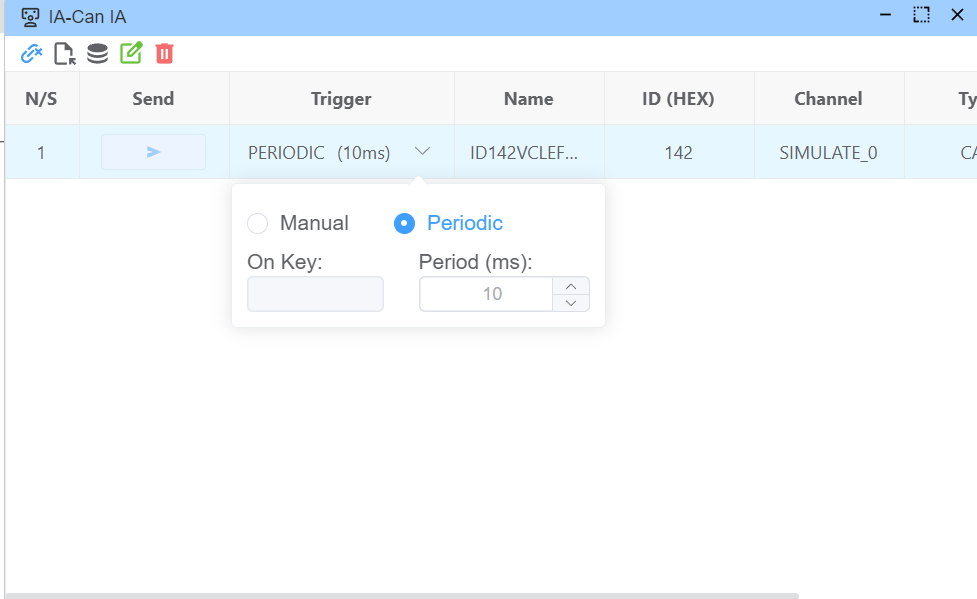 IA-Can IA
N/S Send Trigger Name ID (HEX) Channel Ty
1 PERIODIC (10ms) ID142VCLEF... 142 SIMULATE_0 CA
Manual Periodic
On Key: Period (ms):
10